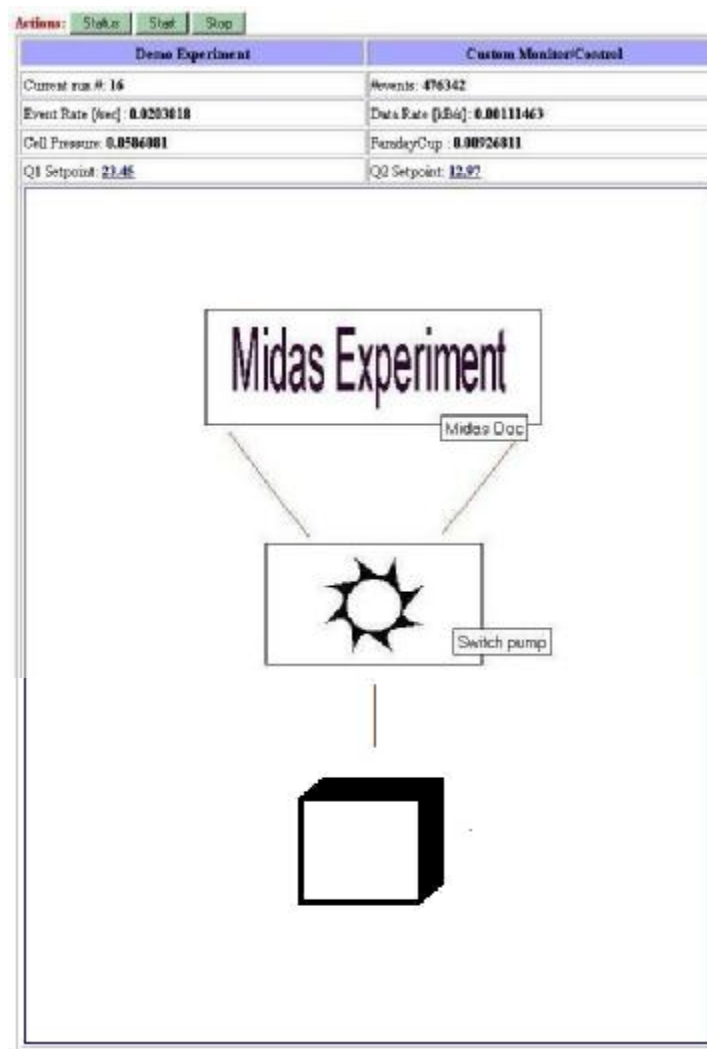 Actions: Status Start Stop
Demo Experiment Custom Monitor/Control
Current run #: 16 #events: 476342
Event Rate [/sec] : 0.0203018 Data Rate [kB/s]: 0.00111463
Cell Pressure: 0.0586081 FaradayCup : 0.00926811
Q1 Setpoint: 23.45 Q2 Setpoint: 12.97
Midas Experiment
Midas Doc
Switch pump